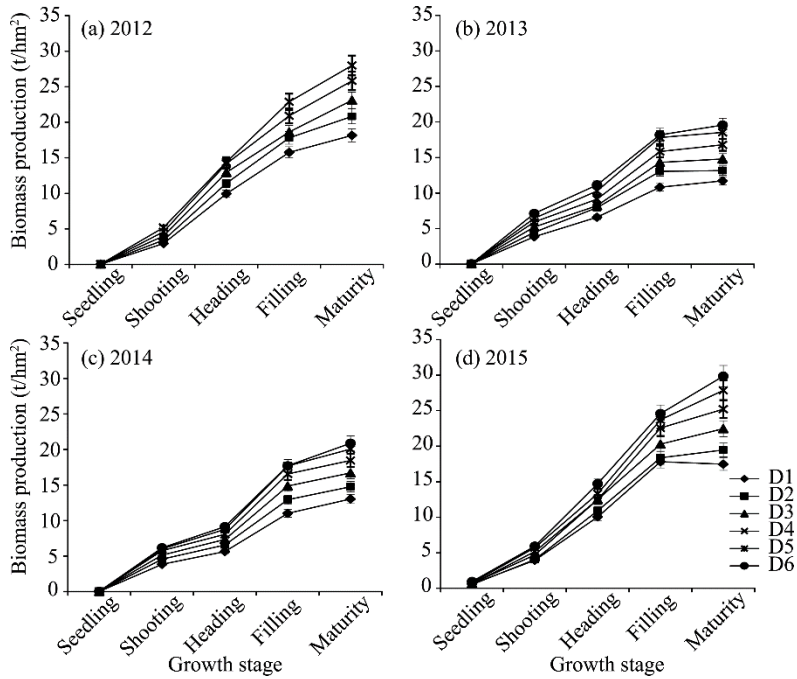 (a) 2012
Biomass production (t/hm²)
35
30
25
20
15
10
5
0
Seedling
Shooting
Heading
Filling
Maturity
(b) 2013
35
30
25
20
15
10
5
0
Seedling
Shooting
Heading
Filling
Maturity
(c) 2014
Biomass production (t/hm²)
35
30
25
20
15
10
5
0
Seedling
Shooting
Heading
Filling
Maturity
Growth stage
(d) 2015
35
30
25
20
15
10
5
0
Seedling
Shooting
Heading
Filling
Maturity
Growth stage
D1
D2
D3
D4
D5
D6